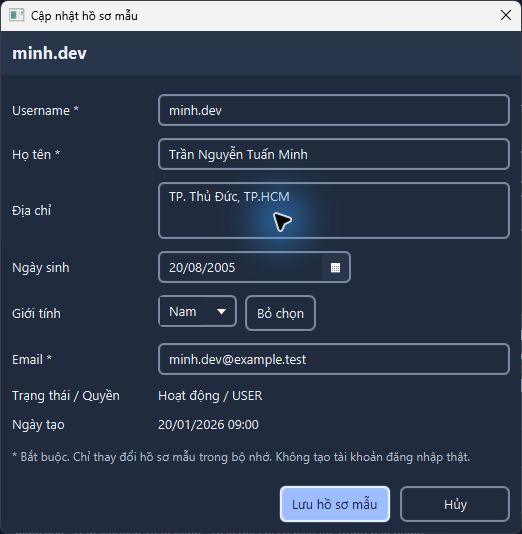 Cập nhật hồ sơ mẫu
minh.dev
Username * minh.dev
Họ tên * Trần Nguyễn Tuấn Minh
Địa chỉ TP. Thủ Đức, TP.HCM
Ngày sinh 20/08/2005
Giới tính Nam Bỏ chọn
Email * minh.dev@example.test
Trạng thái / Quyền Hoạt động / USER
Ngày tạo 20/01/2026 09:00
* Bắt buộc. Chỉ thay đổi hồ sơ mẫu trong bộ nhớ. Không tạo tài khoản đăng nhập thật.
Lưu hồ sơ mẫu Hủy